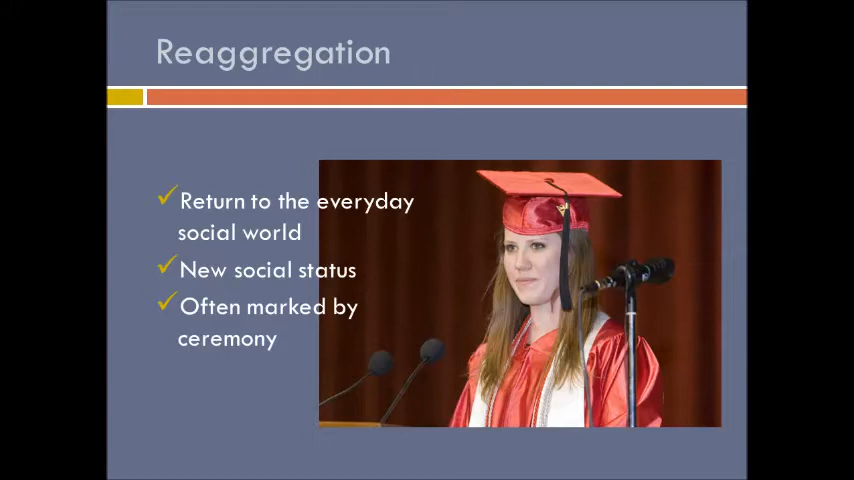 Reaggregation
Return to the everyday
social world
New social status
Often marked by
ceremony